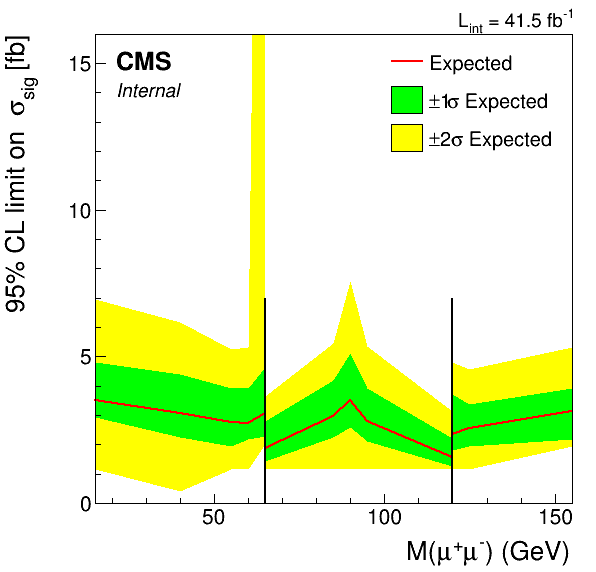 L_int = 41.5 fb^-1
95% CL limit on σ_sig [fb]
CMS
Internal
Expected
±1σ Expected
±2σ Expected
15
10
5
0
50
100
150
M(μ⁺μ⁻) (GeV)